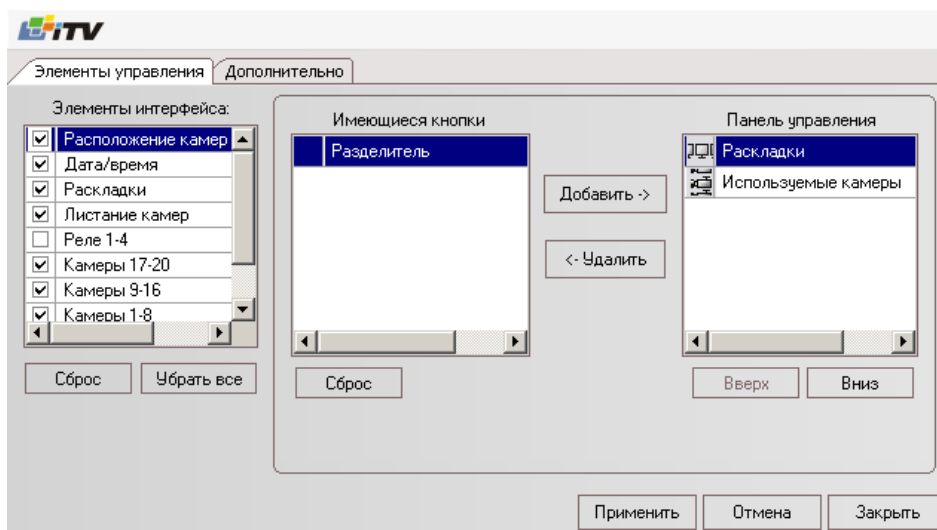 iTV
Элементы управления
Дополнительно
Элементы интерфейса:
Расположение камер
Дата/время
Раскладки
Листание камер
Реле 1-4
Камеры 17-20
Камеры 9-16
Камеры 1-8
Сброс
Убрать все
Имеющиеся кнопки
Разделитель
Сброс
Добавить ->
<- Удалить
Панель управления
Раскладки
Используемые камеры
Вверх
Вниз
Применить
Отмена
Закрыть